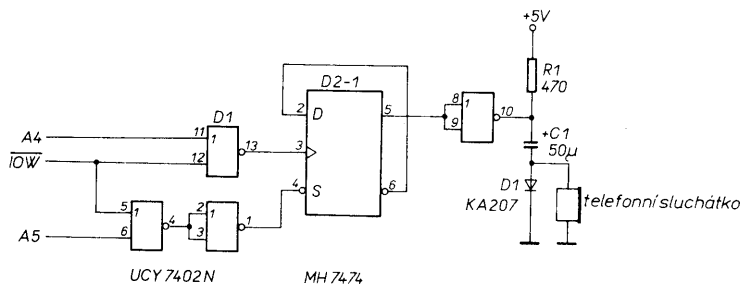 +5V
D2-1
R1
470
D1
2
D
5
8
1
10
9
A4
11
1
13
3
+C1
50µ
I̅O̅W̅
12
4
S
6
D1
KA207
telefonní sluchátko
5
1
4
2
1
1
A5
6
3
UCY 7402N
MH 7474